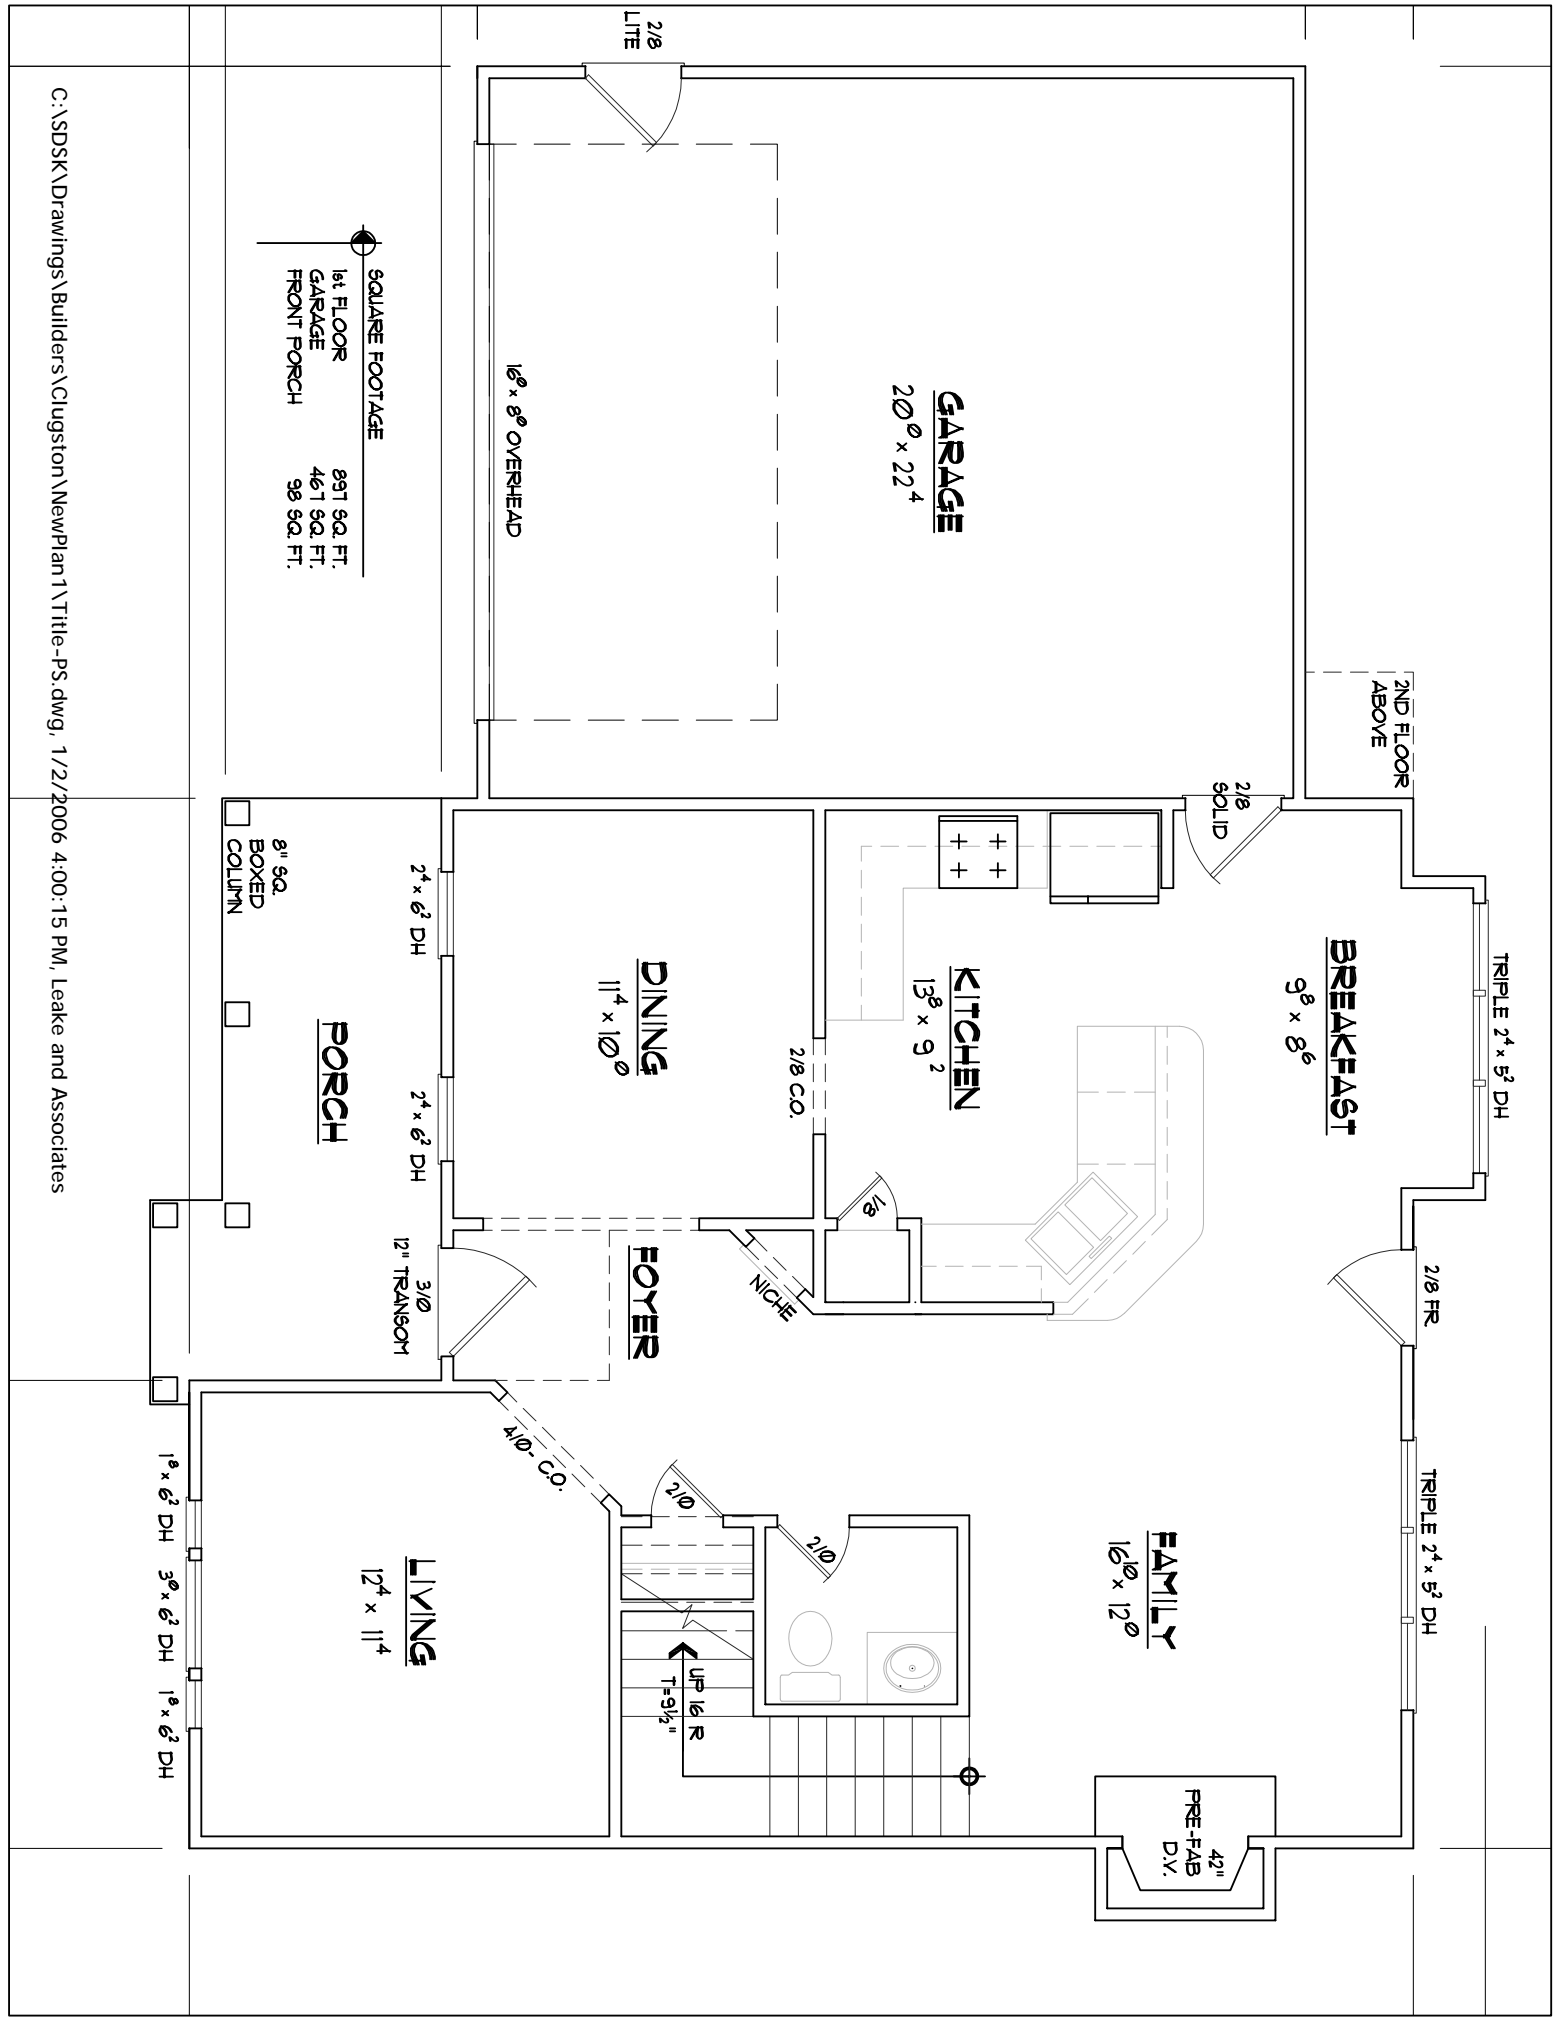 TRIPLE 2⁴ x 5² DH
2/8 FR.
TRIPLE 2⁴ x 5² DH
2ND FLOOR
ABOVE
BREAKFAST
9⁸ x 8⁶
2/8
SOLID
42"
PRE-FAB
D.V.
FAMILY
16¹⁰ x 12⁰
GARAGE
20⁰ x 22⁴
KITCHEN
13⁸ x 9²
1/8
2/8 C.O.
NICHE
2/0
2/0
UP 16 R
T=9½"
2/8
LITE
DINING
11⁴ x 10⁰
FOYER
16⁰ x 8⁰ OVERHEAD
4/0 - C.O.
2⁴ x 6² DH
2⁴ x 6² DH
3/0
12" TRANSOM
LIVING
12⁴ x 11⁴
SQUARE FOOTAGE
1st FLOOR 897 SQ. FT.
GARAGE 467 SQ. FT.
FRONT PORCH 98 SQ. FT.
PORCH
8" SQ.
BOXED
COLUMN
1⁸ x 6² DH
3⁰ x 6² DH
1⁸ x 6² DH
C:\SDSK\Drawings\Builders\Clugston\NewPlan1\Title-PS.dwg, 1/2/2006 4:00:15 PM, Leake and Associates